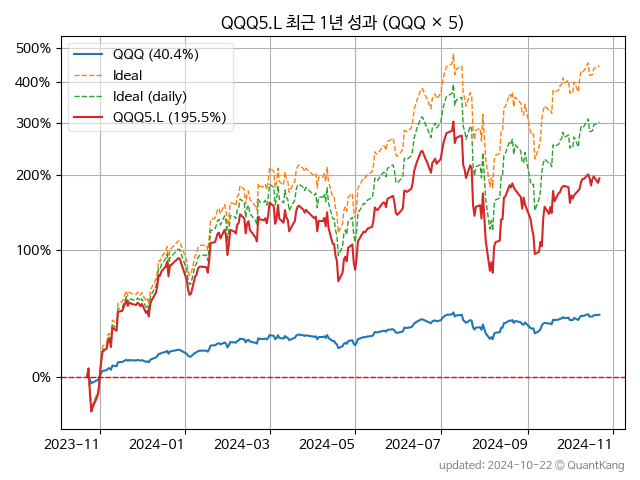 QQQ5.L 최근 1년 성과 (QQQ × 5)
QQQ (40.4%)
Ideal
Ideal (daily)
QQQ5.L (195.5%)
500%
400%
300%
200%
100%
0%
2023-11 2024-01 2024-03 2024-05 2024-07 2024-09 2024-11
updated: 2024-10-22 © QuantKang